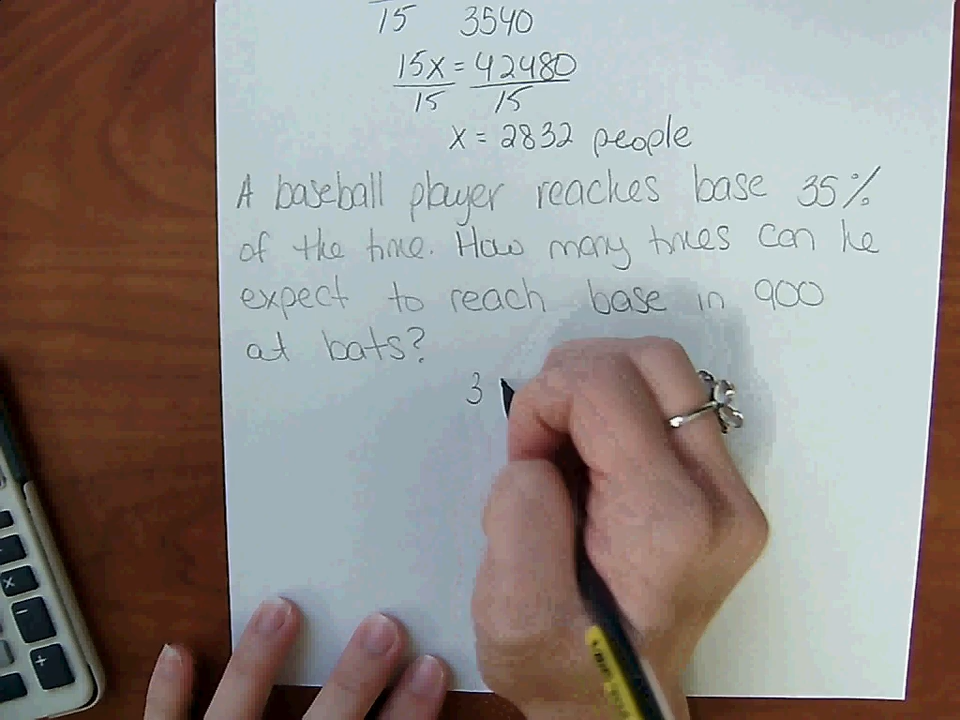 15 3540
15x = 42480
15 15
x = 2832 people
A baseball player reaches base 35%
of the time. How many times can he
expect to reach base in 900
at bats?
3